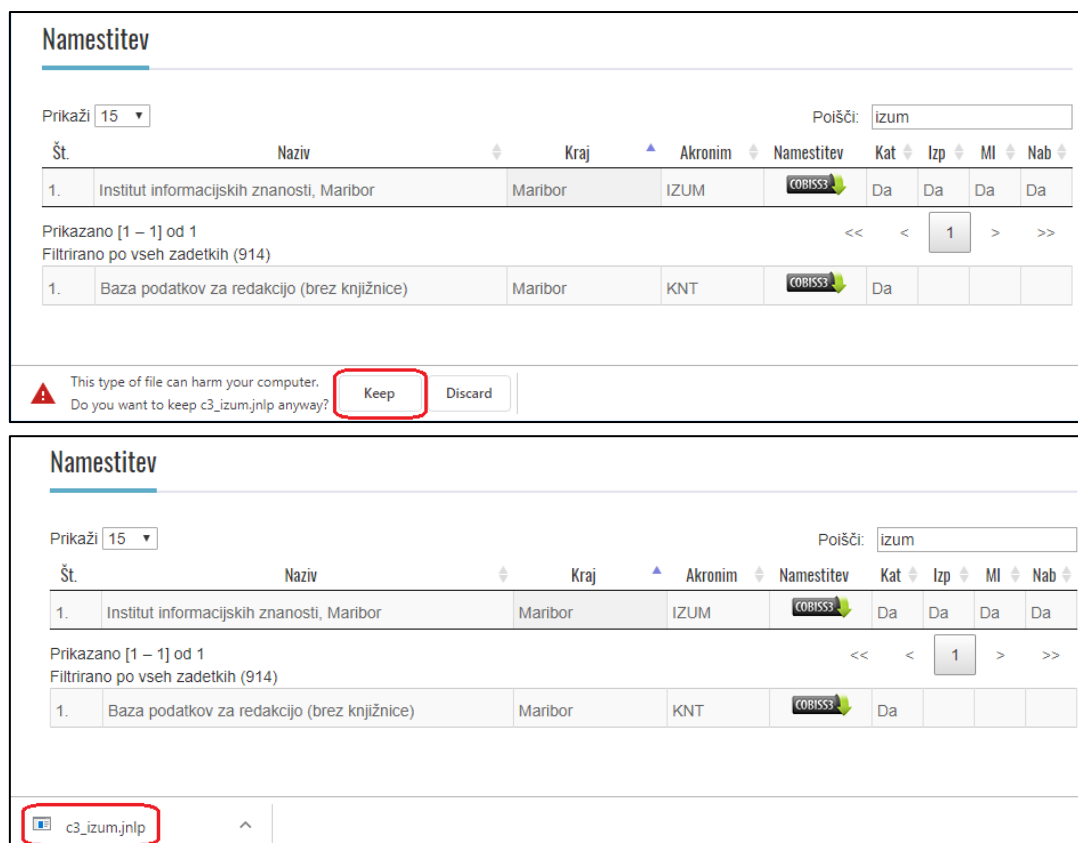 Namestitev
Prikaži 15 Poišči: izum
Št. Naziv Kraj Akronim Namestitev Kat Izp MI Nab
1. Institut informacijskih znanosti, Maribor Maribor IZUM COBISS3 Da Da Da Da
Prikazano [1 – 1] od 1 << < 1 > >>
Filtrirano po vseh zadetkih (914)
1. Baza podatkov za redakcijo (brez knjižnice) Maribor KNT COBISS3 Da
This type of file can harm your computer.
Do you want to keep c3_izum.jnlp anyway? Keep Discard
Namestitev
Prikaži 15 Poišči: izum
Št. Naziv Kraj Akronim Namestitev Kat Izp MI Nab
1. Institut informacijskih znanosti, Maribor Maribor IZUM COBISS3 Da Da Da Da
Prikazano [1 – 1] od 1 << < 1 > >>
Filtrirano po vseh zadetkih (914)
1. Baza podatkov za redakcijo (brez knjižnice) Maribor KNT COBISS3 Da
c3_izum.jnlp